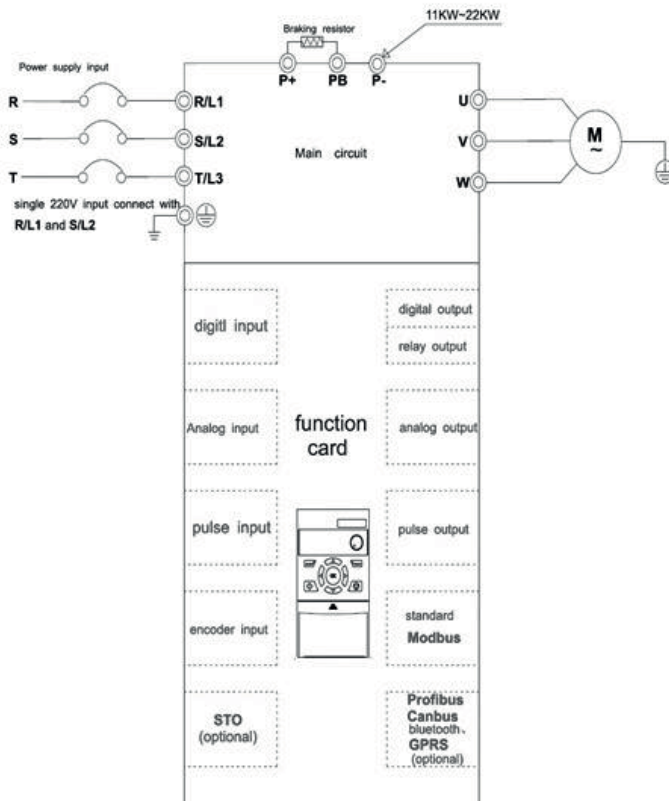 Braking resistor
11KW~22KW
Power supply input
P+
PB
P-
R
R/L1
U
S
S/L2
Main circuit
V
M
~
T
T/L3
W
single 220V input connect with
R/L1 and S/L2
digitl input
digital output
relay output
Analog input
function
card
analog output
pulse input
pulse output
encoder input
standard
Modbus
STO
(optional)
Profibus
Canbus
bluetooth、
GPRS
(optional)